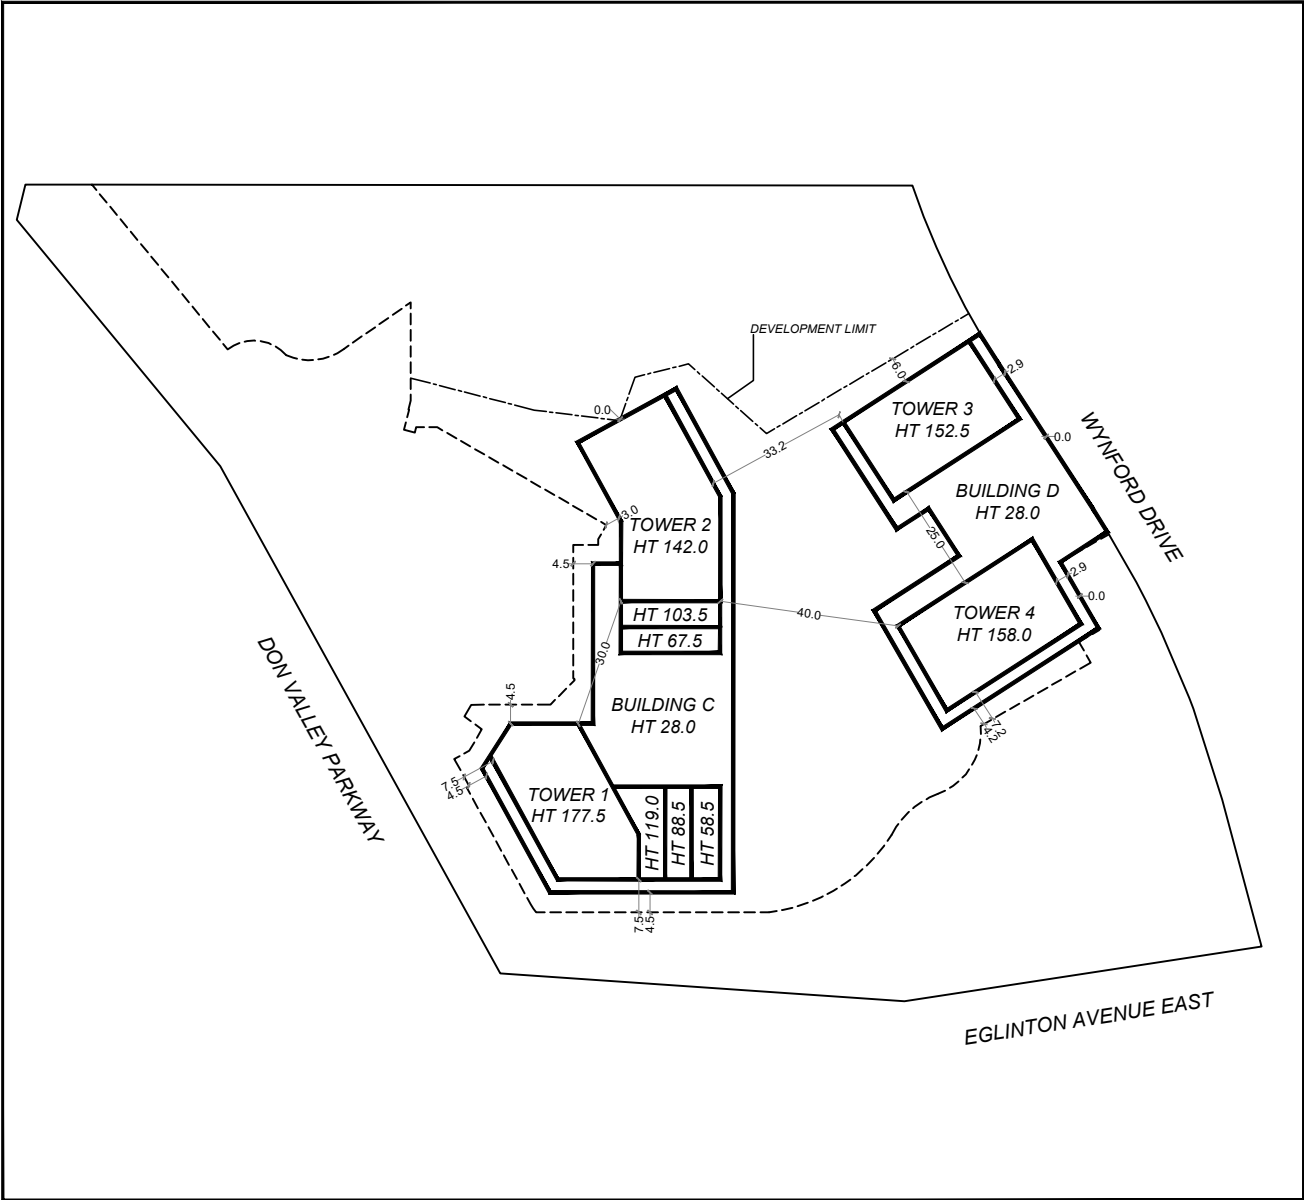 DEVELOPMENT LIMIT
6.0
2.9
0.0
TOWER 3
HT 152.5
0.0
33.2
WYNFORD DRIVE
BUILDING D
HT 28.0
3.0
TOWER 2
HT 142.0
25.0
4.5
2.9
0.0
HT 103.5
40.0
TOWER 4
HT 158.0
HT 67.5
30.0
DON VALLEY PARKWAY
4.5
BUILDING C
HT 28.0
7.2
4.2
7.5
4.5
TOWER 1
HT 177.5
HT 119.0
HT 88.5
HT 58.5
7.5
4.5
EGLINTON AVENUE EAST